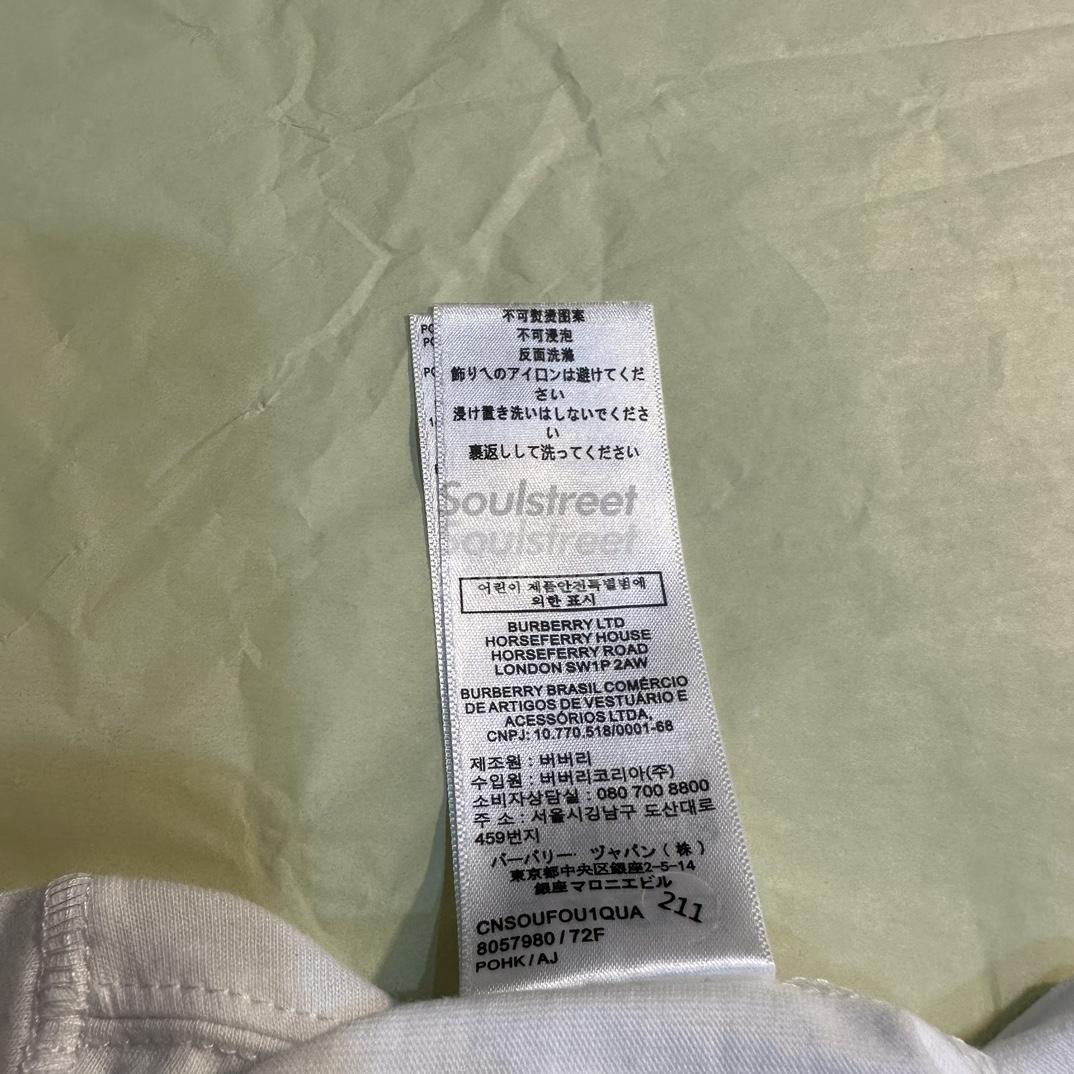 不可熨烫图案
不可浸泡
反面洗涤
飾りへのアイロンは避けてくだ
さい
浸け置き洗いはしないでくださ
い
裏返しして洗ってください
Soulstreet
Soulstreet
어린이 제품안전특별법에
의한 표시
BURBERRY LTD
HORSEFERRY HOUSE
HORSEFERRY ROAD
LONDON SW1P 2AW
BURBERRY BRASIL COMÉRCIO
DE ARTIGOS DE VESTUÁRIO E
ACESSÓRIOS LTDA,
CNPJ: 10.770.518/0001-68
제조원 : 버버리
수입원 : 버버리코리아(주)
소비자상담실 : 080 700 8800
주 소 : 서울시김남구 도산대로
459번지
バーバリー· ヅャパン ( 株 )
東京都中央区銀座2-5-14
銀座マロニエビル
CNSOUFOU1QUA
211
8057980 / 72F
POHK / AJ